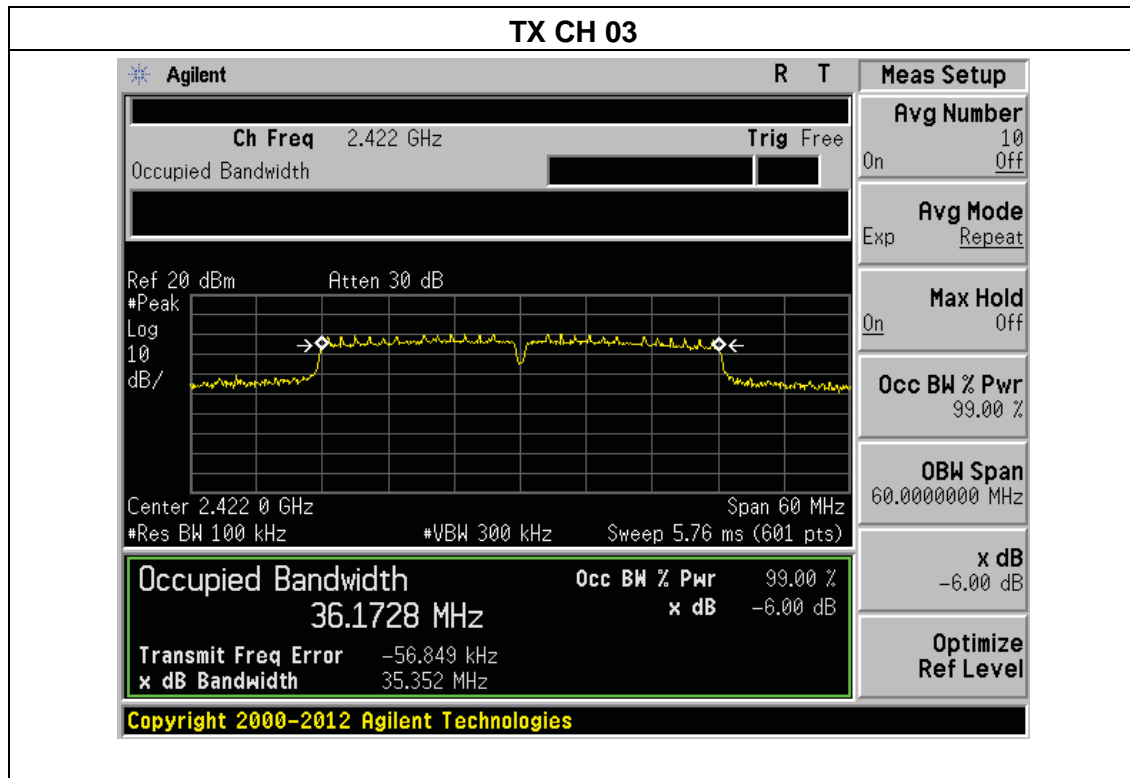 TX CH 03
Agilent R T
Ch Freq 2.422 GHz Trig Free
Occupied Bandwidth
Ref 20 dBm Atten 30 dB
#Peak
Log
10
dB/
Center 2.422 0 GHz Span 60 MHz
#Res BW 100 kHz #VBW 300 kHz Sweep 5.76 ms (601 pts)
Occupied Bandwidth Occ BW % Pwr 99.00 %
36.1728 MHz x dB -6.00 dB
Transmit Freq Error -56.849 kHz
x dB Bandwidth 35.352 MHz
Copyright 2000-2012 Agilent Technologies
Meas Setup
Avg Number
10
On Off
Avg Mode
Exp Repeat
Max Hold
On Off
Occ BW % Pwr
99.00 %
OBW Span
60.0000000 MHz
x dB
-6.00 dB
Optimize
Ref Level